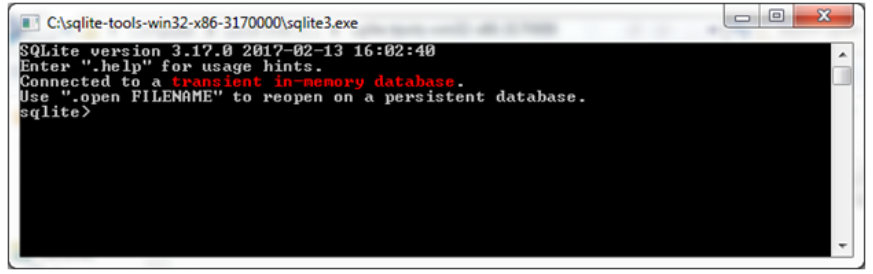 C:\sqlite-tools-win32-x86-3170000\sqlite3.exe
SQLite version 3.17.0 2017-02-13 16:02:40
Enter ".help" for usage hints.
Connected to a transient in-memory database.
Use ".open FILENAME" to reopen on a persistent database.
sqlite>